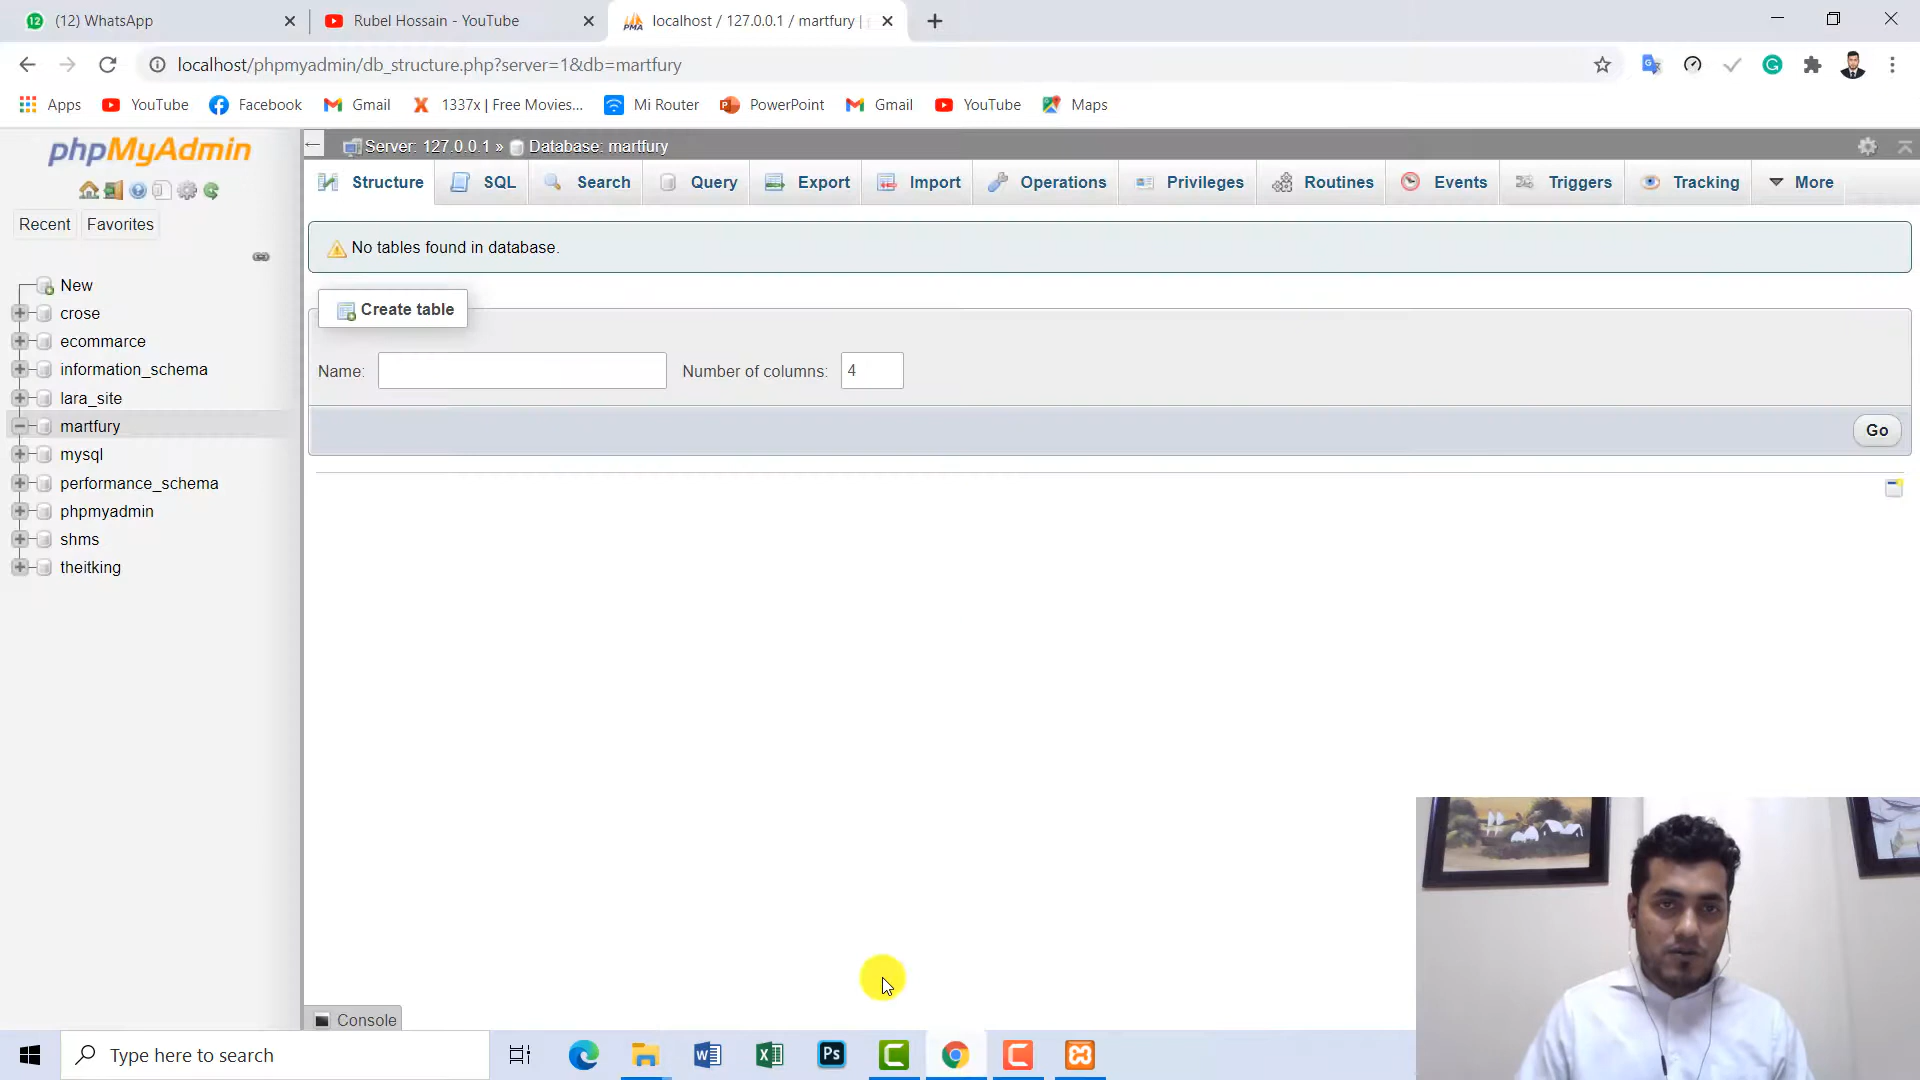 12 (12) WhatsApp
Rubel Hossain - YouTube
PMA localhost / 127.0.0.1 / martfury |
localhost/phpmyadmin/db_structure.php?server=1&db=martfury
Apps YouTube Facebook Gmail 1337x | Free Movies... Mi Router PowerPoint Gmail YouTube Maps
phpMyAdmin
Recent Favorites
New
crose
ecommarce
information_schema
lara_site
martfury
mysql
performance_schema
phpmyadmin
shms
theitking
Server: 127.0.0.1 » Database: martfury
Structure SQL Search Query Export Import Operations Privileges Routines Events Triggers Tracking More
No tables found in database.
Create table
Name: Number of columns: 4
Go
Console
Type here to search
Ps